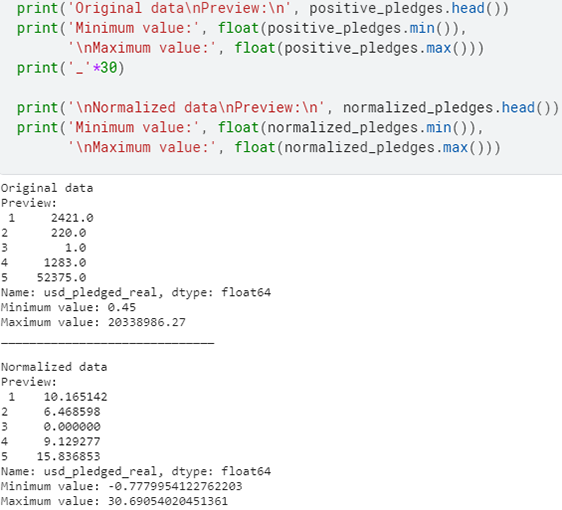 print('Original data\nPreview:\n', positive_pledges.head())
print('Minimum value:', float(positive_pledges.min()),
'\nMaximum value:', float(positive_pledges.max()))
print('_'*30)
print('\nNormalized data\nPreview:\n', normalized_pledges.head())
print('Minimum value:', float(normalized_pledges.min()),
'\nMaximum value:', float(normalized_pledges.max()))
Original data
Preview:
1 2421.0
2 220.0
3 1.0
4 1283.0
5 52375.0
Name: usd_pledged_real, dtype: float64
Minimum value: 0.45
Maximum value: 20338986.27
______________________________
Normalized data
Preview:
1 10.165142
2 6.468598
3 0.000000
4 9.129277
5 15.836853
Name: usd_pledged_real, dtype: float64
Minimum value: -0.7779954122762203
Maximum value: 30.69054020451361